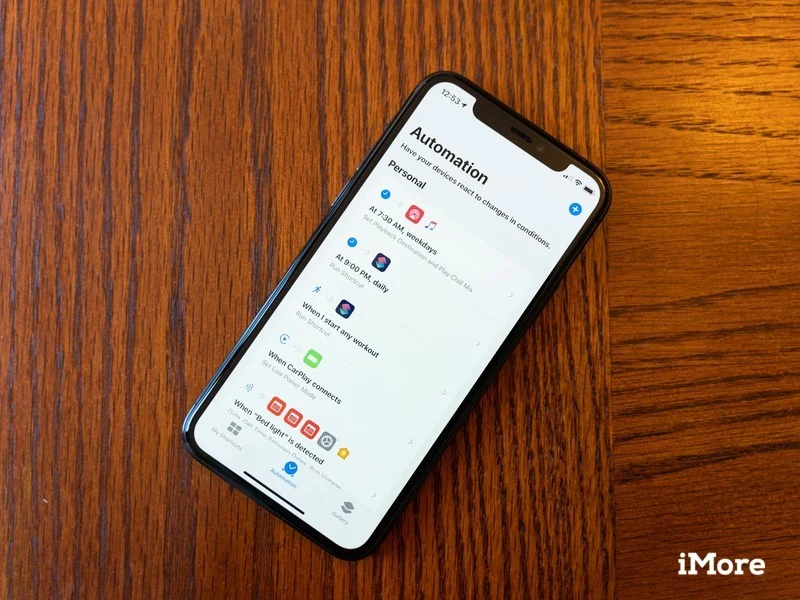 12:53
Automation
Have your devices react to changes in conditions.
Personal
At 7:30 AM, weekdays
Set Playback Destination and Play Chill Mix
At 9:00 PM, daily
Run Shortcut
When I start any workout
Run Shortcut
When CarPlay connects
Set Low Power Mode
When "Bed light" is detected
My Shortcuts
Automation
Gallery
iMore